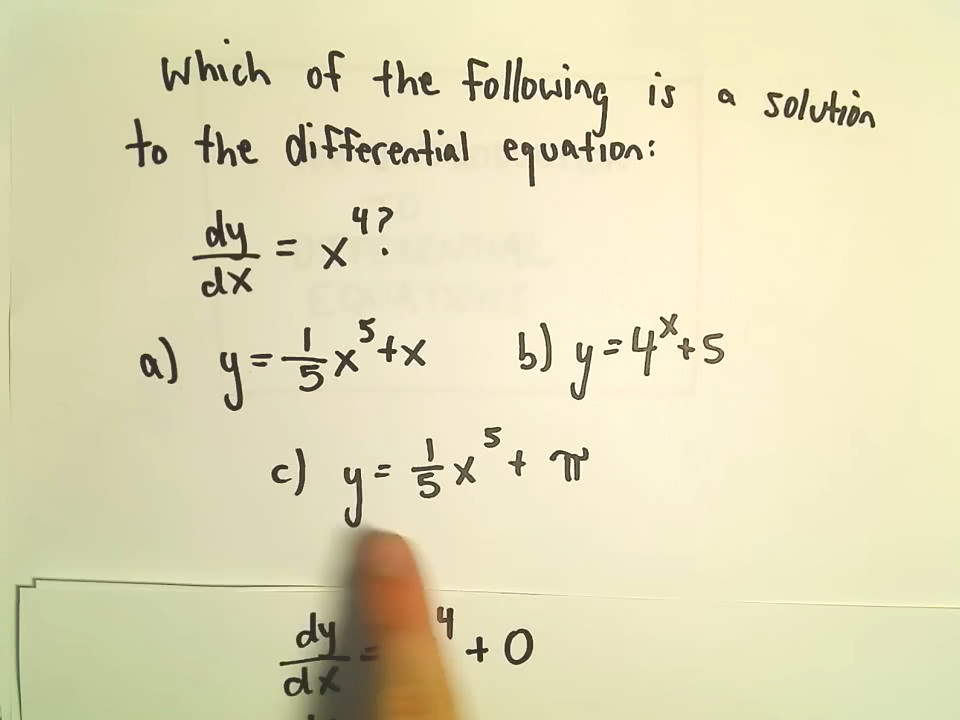 Which of the following is a solution
to the differential equation:
dy/dx = x^4?
a) y = 1/5 x^5 + x b) y = 4^x + 5
c) y = 1/5 x^5 + π
dy/dx = 4 + 0